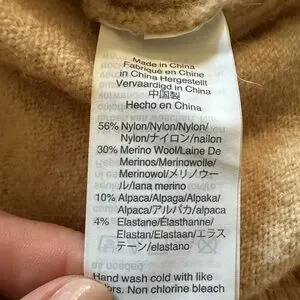 Made in China
Fabriqué en Chine
in China Hergestellt
Vervaardigd in China
中国製
Hecho en China
56% Nylon/Nylon/Nylon/
Nylon/ナイロン/nailon
30% Merino Wool/Laine De
Merinos/Merinowolle/
Merinowol/メリノウー
ル/lana merino
10% Alpaca/Alpaga/Alpaka/
Alpaca/アルパカ/alpaca
4% Elastane/Élasthanne/
Elastan/Elastaan/エラス
テーン/elastano
Hand wash cold with like
colors. Non chlorine bleach